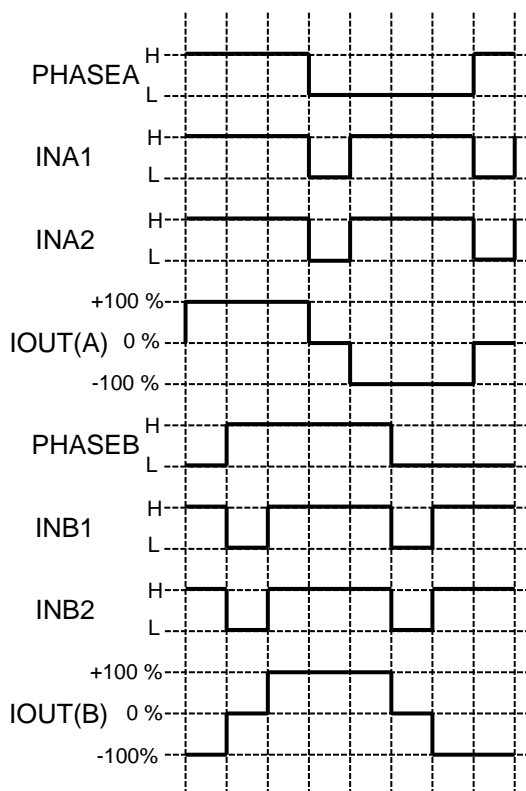 H
PHASEA
L
H
INA1
L
H
INA2
L
+100 %
IOUT(A)
0 %
-100 %
H
PHASEB
L
H
INB1
L
H
INB2
L
+100 %
IOUT(B)
0 %
-100%